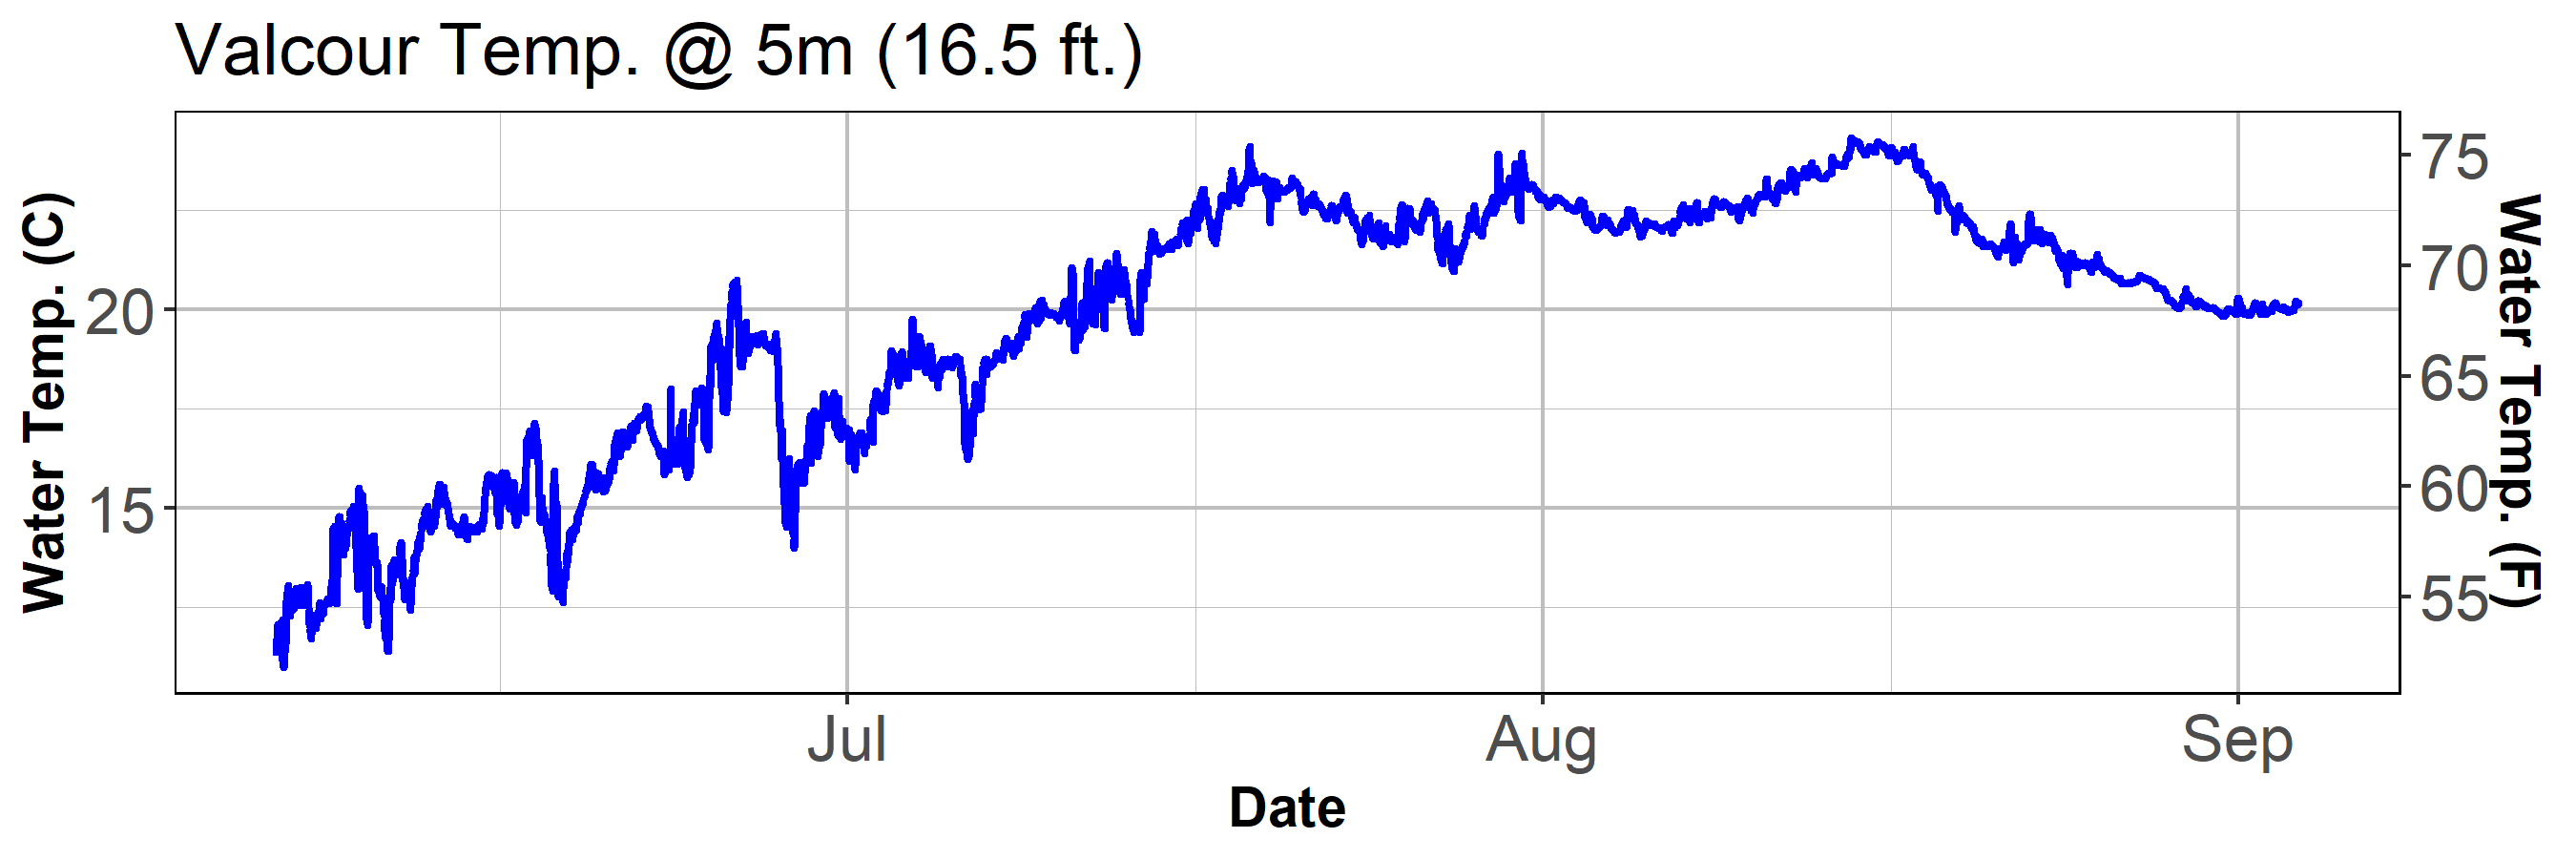 Valcour Temp. @ 5m (16.5 ft.)
Water Temp. (C)
20
15
75
70
65
60
55
Water Temp. (F)
Jul
Aug
Sep
Date